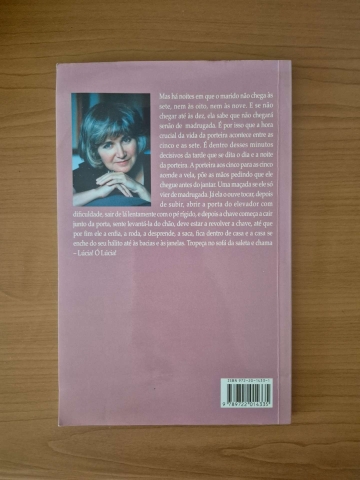 Mas há noites em que o marido não chega às
sete, nem às oito, nem às nove. E se não
chegar até às dez, ela sabe que não chegará
senão de madrugada. É por isso que a hora
crucial da vida da porteira acontece entre as
cinco e as sete. É dentro desses minutos
decisivos da tarde que se dita o dia e a noite
da porteira. A porteira aos cinco para as cinco
acende a vela, põe as mãos pedindo que ele
chegue antes do jantar. Uma maçada se ele só
vier de madrugada. Já ela o ouve tocar, depois
de subir, abrir a porta do elevador com
dificuldade, sair de lá lentamente com o pé rígido, e depois a chave começar a cair
junto da porta, sente levantá-la do chão, deve estar a revolver a chave, até que
por fim ele a enfia, a roda, a desprende, a saca, fica dentro de casa e a casa se
enche do seu hálito até às bacias e às janelas. Tropeça no sofá da saleta e chama
– Lúcia! Ó Lúcia!
ISBN 972-20-
9 789722